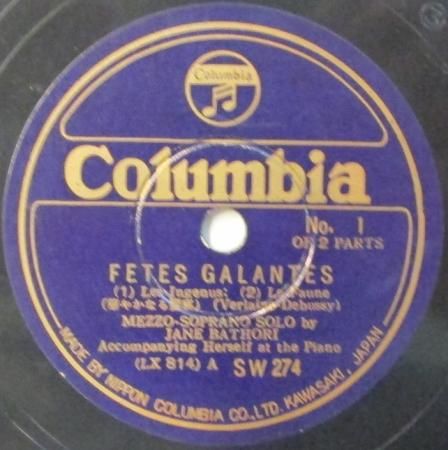 Columbia
Columbia
No. 1
OF 2 PARTS
FETES GALANTES
(1) Les Ingenus; (2) Le Faune
(Verlaine-Debussy)
MEZZO-SOPRANO SOLO by
JANE BATHORI
Accompanying Herself at the Piano
(LX 814) A SW 274
MADE BY NIPPON COLUMBIA CO., LTD. KAWASAKI, JAPAN